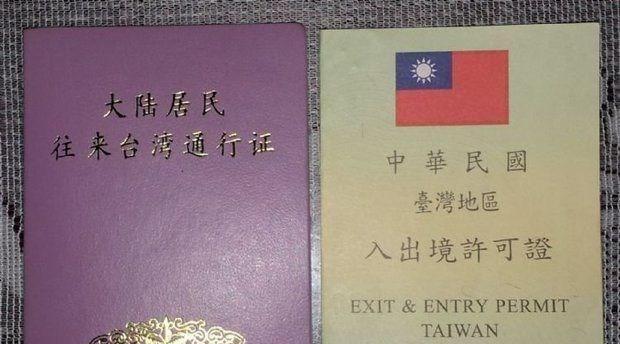 大陆居民
往来台湾通行证
中華民國
臺灣地區
入出境許可證
EXIT & ENTRY PERMIT
TAIWAN